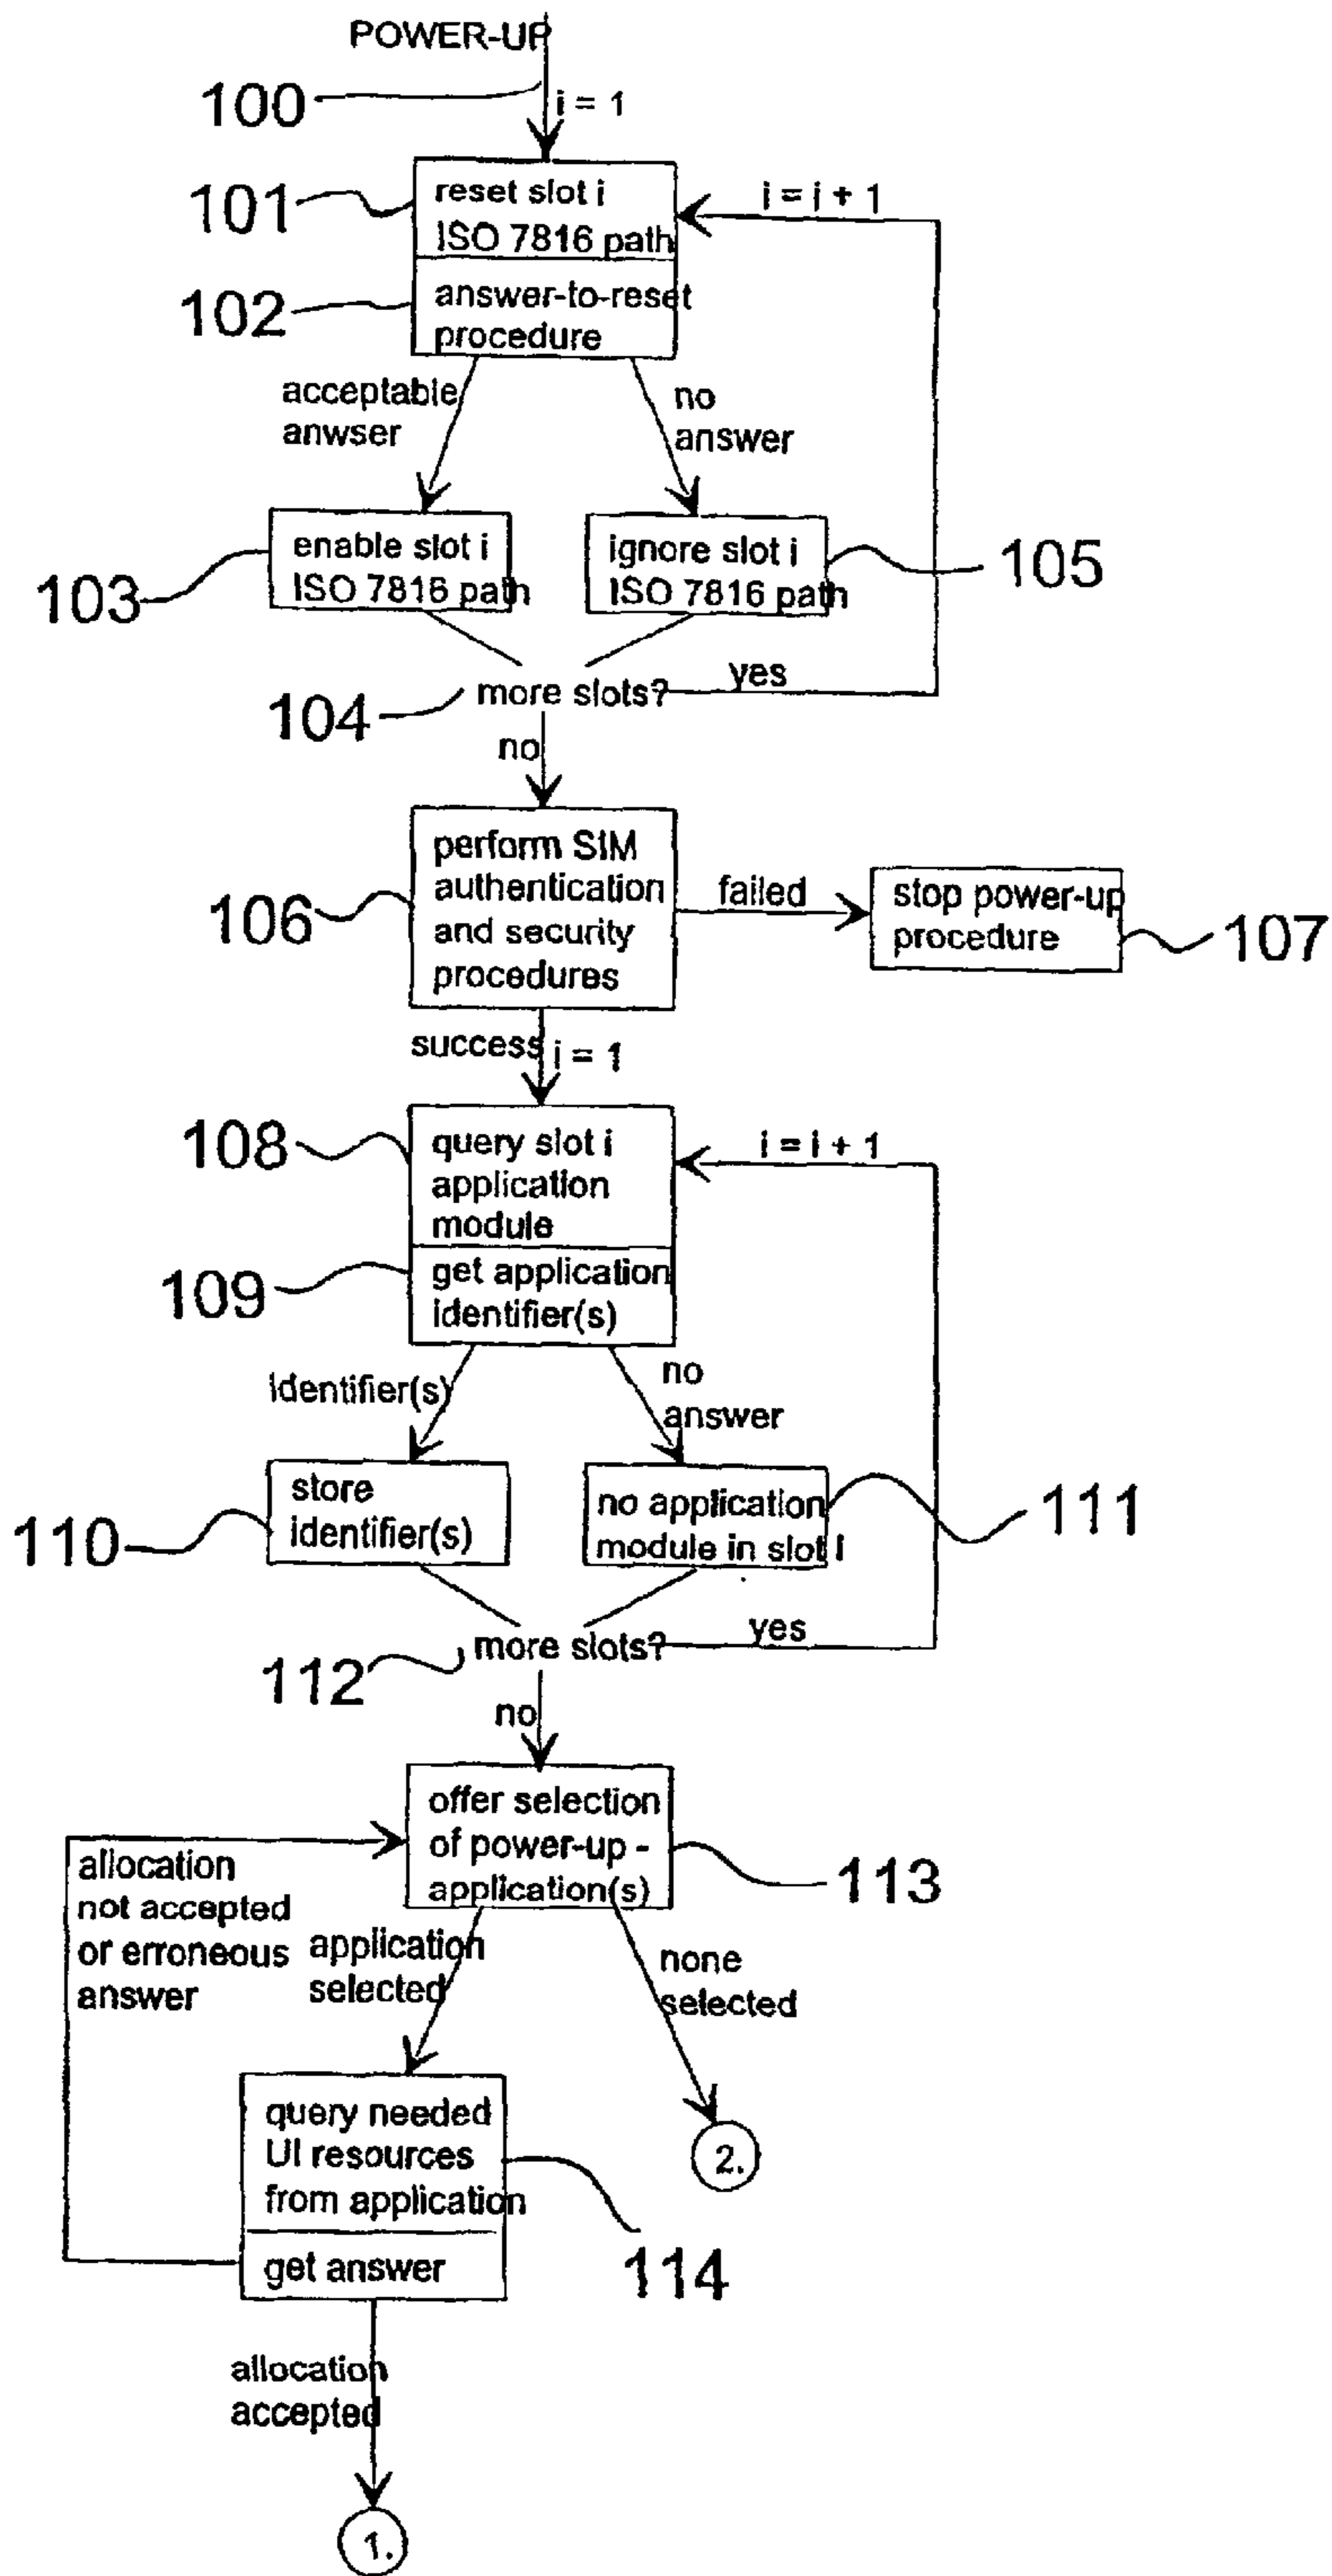 POWER-UP
100
i = 1
101
reset slot i
ISO 7816 path
i = i + 1
102
answer-to-reset
procedure
acceptable
anwser
no
answer
103
enable slot i
ISO 7816 path
ignore slot i
ISO 7816 path
105
104
more slots?
yes
no
106
perform SIM
authentication
and security
procedures
failed
stop power-up
procedure
107
success
i = 1
108
query slot i
application
module
i = i + 1
109
get application
identifier(s)
identifier(s)
no
answer
110
store
identifier(s)
no application
module in slot i
111
112
more slots?
yes
no
offer selection
of power-up -
application(s)
113
allocation
not accepted
or erroneous
answer
application
selected
none
selected
query needed
UI resources
from application
get answer
114
2.
allocation
accepted
1.